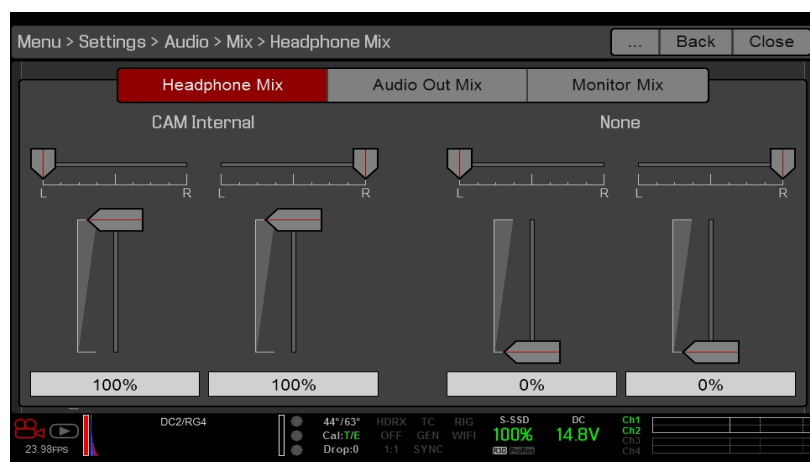 Menu > Settings > Audio > Mix > Headphone Mix ... Back Close
Headphone Mix Audio Out Mix Monitor Mix
CAM Internal None
L R L R L R L R
100% 100% 0% 0%
DC2/RG4 44°/63° HDRX TC RIG S-SSD DC Ch1
Cal:T/E OFF GEN WIFI 100% 14.8V Ch2
23.98FPS Drop:0 1:1 SYNC R3D ProRes Ch3
Ch4